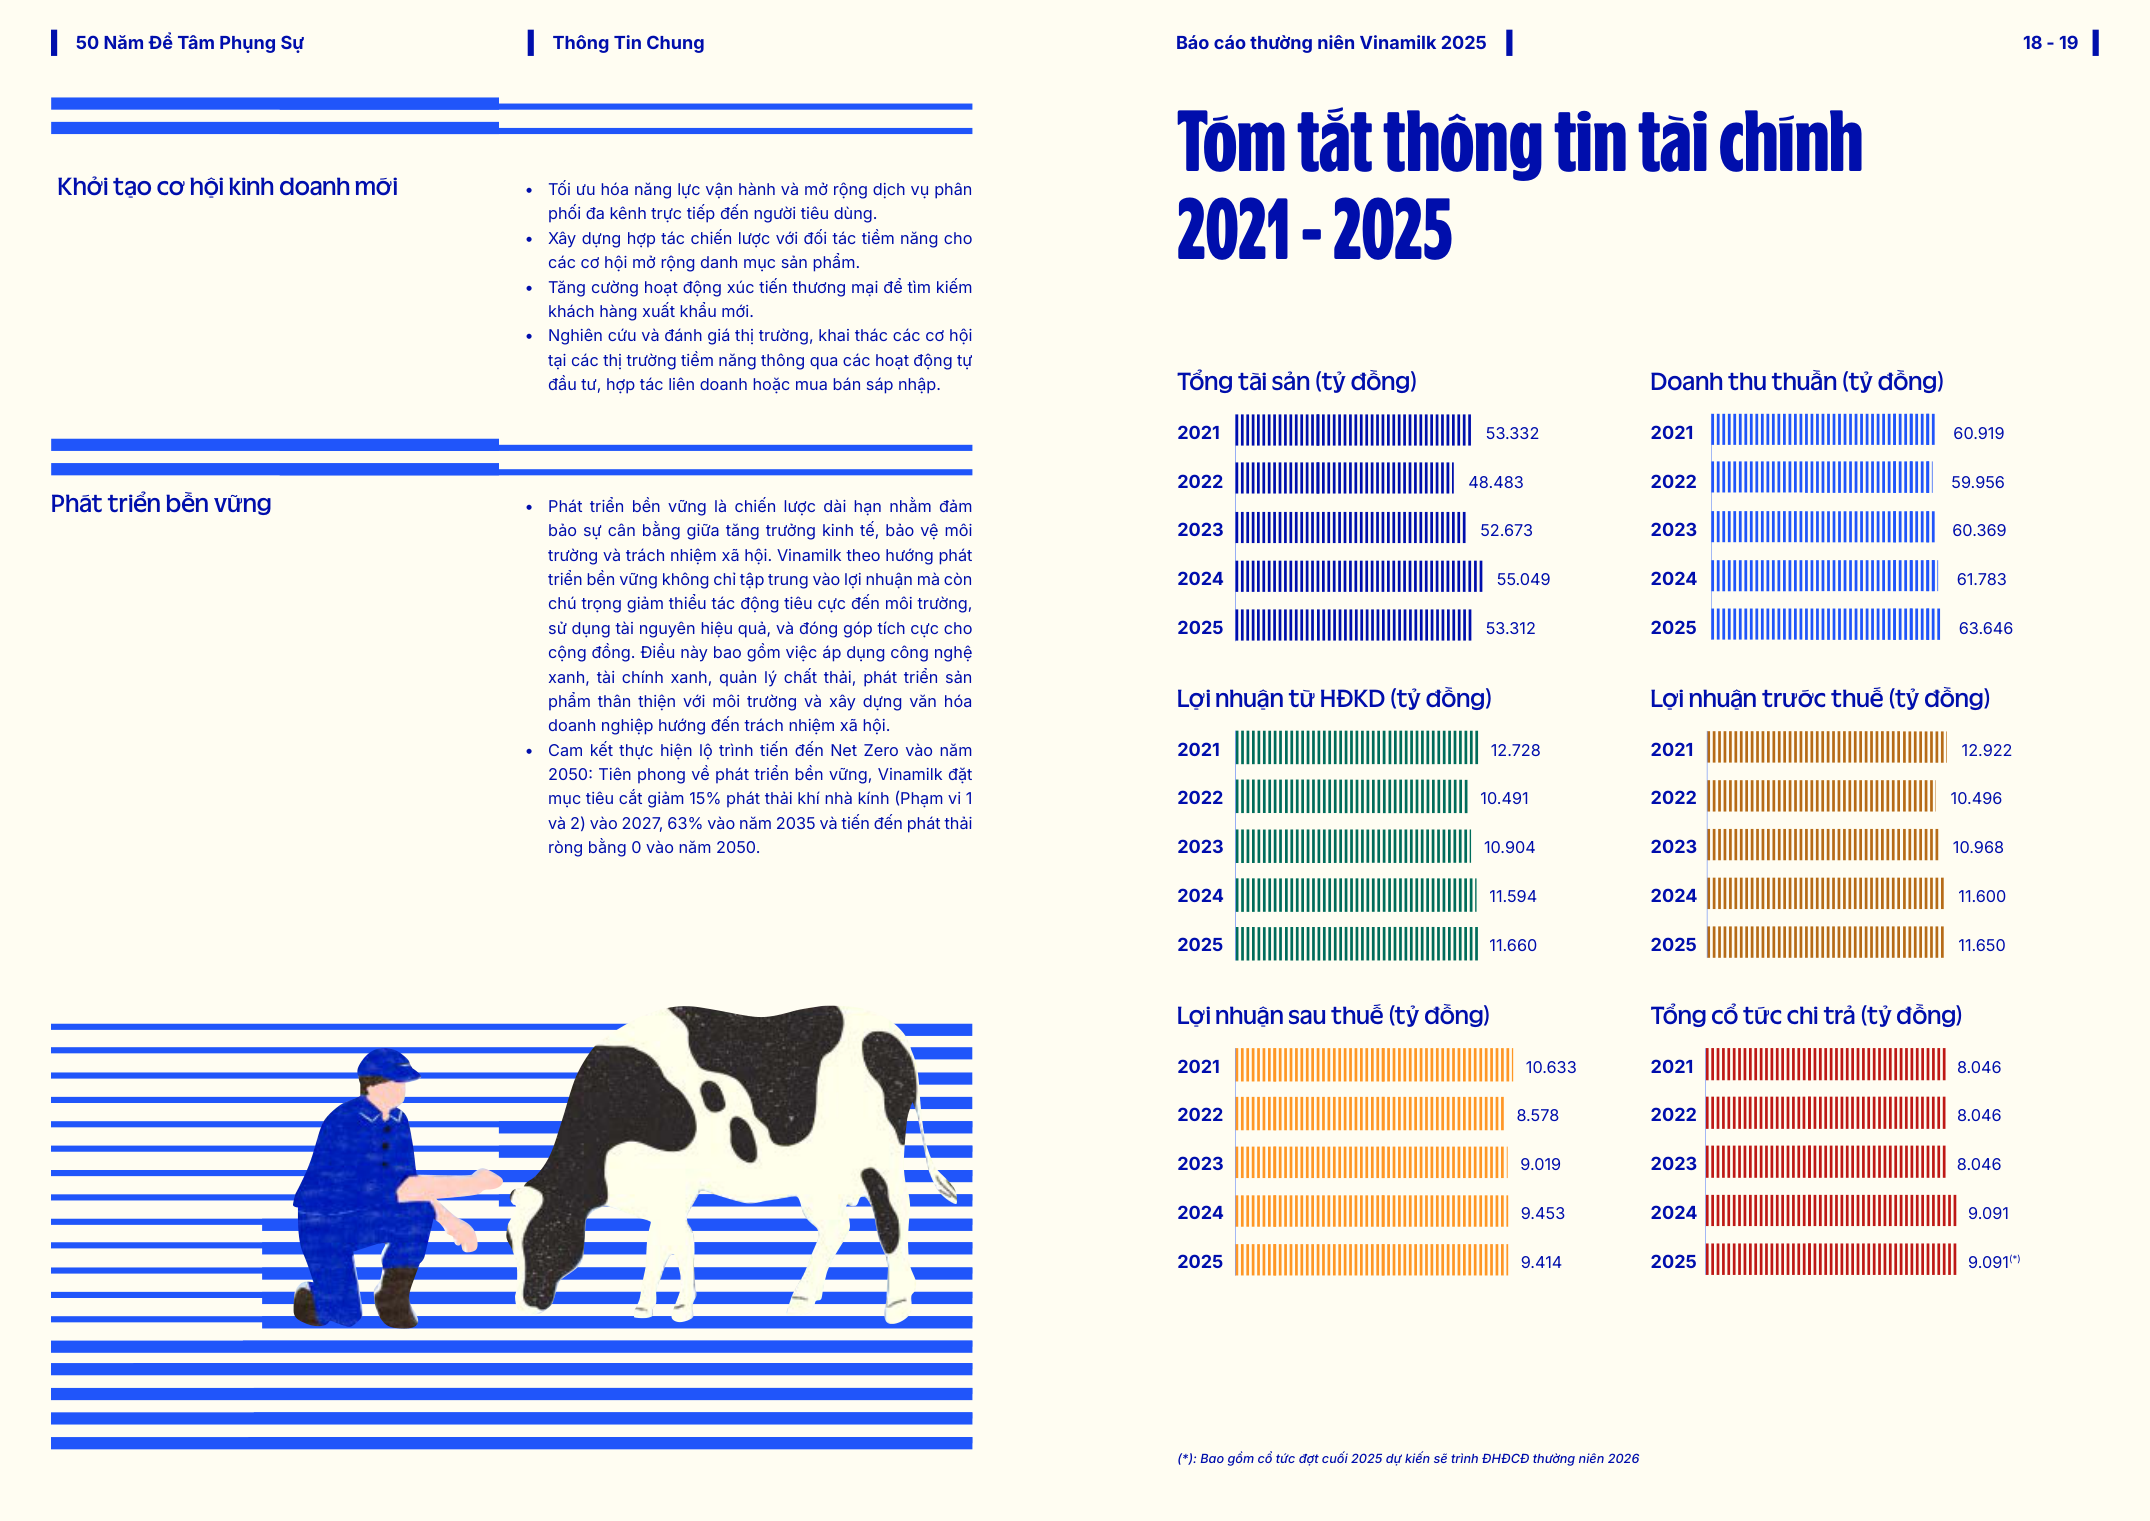 50 Năm Để Tâm Phụng Sự
Thông Tin Chung
Báo cáo thường niên Vinamilk 2025
18 - 19
Khởi tạo cơ hội kinh doanh mới
• Tối ưu hóa năng lực vận hành và mở rộng dịch vụ phân
phối đa kênh trực tiếp đến người tiêu dùng.
• Xây dựng hợp tác chiến lược với đối tác tiềm năng cho
các cơ hội mở rộng danh mục sản phẩm.
• Tăng cường hoạt động xúc tiến thương mại để tìm kiếm
khách hàng xuất khẩu mới.
• Nghiên cứu và đánh giá thị trường, khai thác các cơ hội
tại các thị trường tiềm năng thông qua các hoạt động tự
đầu tư, hợp tác liên doanh hoặc mua bán sáp nhập.
Phát triển bền vững
• Phát triển bền vững là chiến lược dài hạn nhằm đảm
bảo sự cân bằng giữa tăng trưởng kinh tế, bảo vệ môi
trường và trách nhiệm xã hội. Vinamilk theo hướng phát
triển bền vững không chỉ tập trung vào lợi nhuận mà còn
chú trọng giảm thiểu tác động tiêu cực đến môi trường,
sử dụng tài nguyên hiệu quả, và đóng góp tích cực cho
cộng đồng. Điều này bao gồm việc áp dụng công nghệ
xanh, tài chính xanh, quản lý chất thải, phát triển sản
phẩm thân thiện với môi trường và xây dựng văn hóa
doanh nghiệp hướng đến trách nhiệm xã hội.
• Cam kết thực hiện lộ trình tiến đến Net Zero vào năm
2050: Tiên phong về phát triển bền vững, Vinamilk đặt
mục tiêu cắt giảm 15% phát thải khí nhà kính (Phạm vi 1
và 2) vào 2027, 63% vào năm 2035 và tiến đến phát thải
ròng bằng 0 vào năm 2050.
Tóm tắt thông tin tài chính
2021 - 2025
Tổng tài sản (tỷ đồng)
2021 53.332
2022 48.483
2023 52.673
2024 55.049
2025 53.312
Doanh thu thuần (tỷ đồng)
2021 60.919
2022 59.956
2023 60.369
2024 61.783
2025 63.646
Lợi nhuận từ HĐKD (tỷ đồng)
2021 12.728
2022 10.491
2023 10.904
2024 11.594
2025 11.660
Lợi nhuận trước thuế (tỷ đồng)
2021 12.922
2022 10.496
2023 10.968
2024 11.600
2025 11.650
Lợi nhuận sau thuế (tỷ đồng)
2021 10.633
2022 8.578
2023 9.019
2024 9.453
2025 9.414
Tổng cổ tức chi trả (tỷ đồng)
2021 8.046
2022 8.046
2023 8.046
2024 9.091
2025 9.091(*)
(*): Bao gồm cổ tức đợt cuối 2025 dự kiến sẽ trình ĐHĐCĐ thường niên 2026